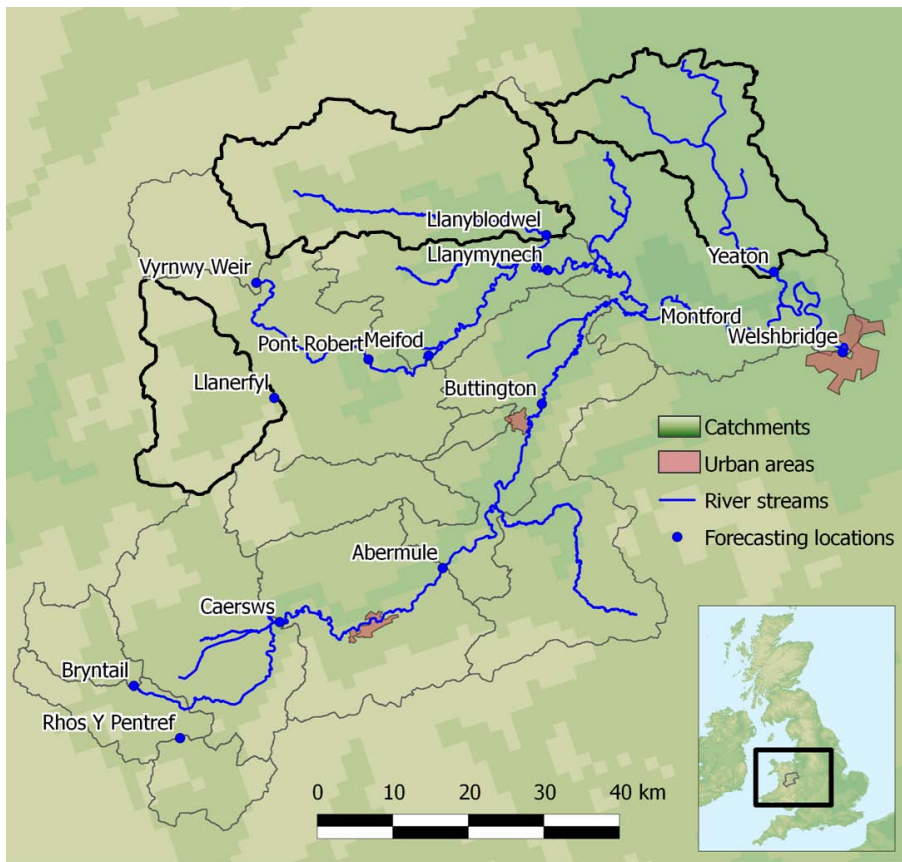 Llanyblodwel
Llanymynech
Yeaton
Vyrnwy Weir
Montford
Welshbridge
Pont Robert
Meifod
Llanerfyl
Buttington
Catchments
Urban areas
River streams
Forecasting locations
Abermule
Caersws
Bryntail
Rhos Y Pentref
0 10 20 30 40 km